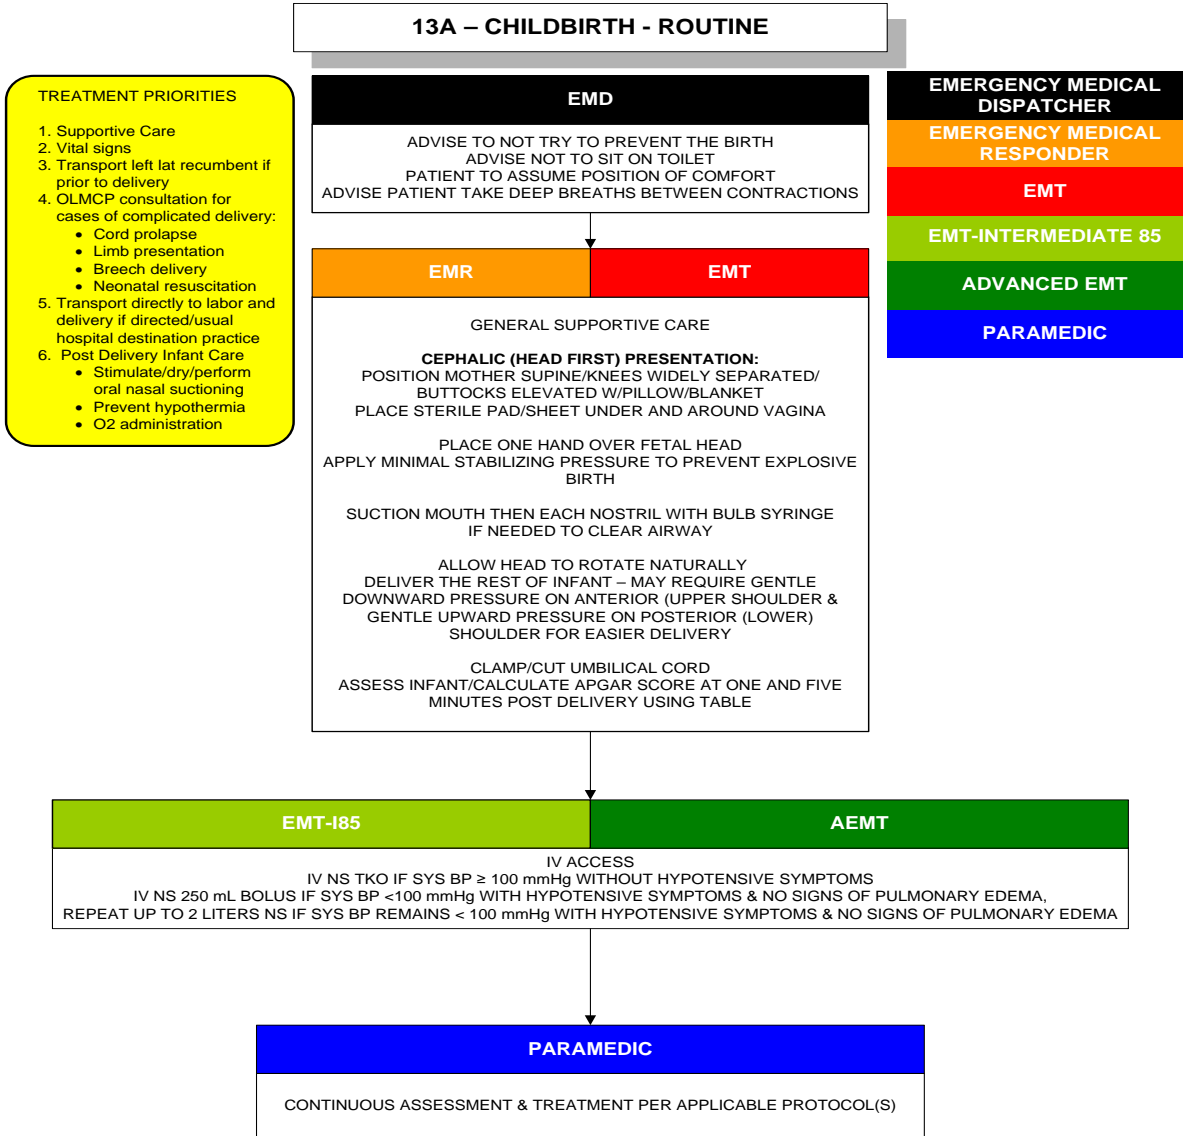 13A – CHILDBIRTH - ROUTINE
TREATMENT PRIORITIES
1. Supportive Care
2. Vital signs
3. Transport left lat recumbent if
prior to delivery
4. OLMCP consultation for
cases of complicated delivery:
• Cord prolapse
• Limb presentation
• Breech delivery
• Neonatal resuscitation
5. Transport directly to labor and
delivery if directed/usual
hospital destination practice
6. Post Delivery Infant Care
• Stimulate/dry/perform
oral nasal suctioning
• Prevent hypothermia
• O2 administration
EMD
ADVISE TO NOT TRY TO PREVENT THE BIRTH
ADVISE NOT TO SIT ON TOILET
PATIENT TO ASSUME POSITION OF COMFORT
ADVISE PATIENT TAKE DEEP BREATHS BETWEEN CONTRACTIONS
EMERGENCY MEDICAL
DISPATCHER
EMERGENCY MEDICAL
RESPONDER
EMT
EMT-INTERMEDIATE 85
ADVANCED EMT
PARAMEDIC
EMR
EMT
GENERAL SUPPORTIVE CARE
CEPHALIC (HEAD FIRST) PRESENTATION:
POSITION MOTHER SUPINE/KNEES WIDELY SEPARATED/
BUTTOCKS ELEVATED W/PILLOW/BLANKET
PLACE STERILE PAD/SHEET UNDER AND AROUND VAGINA
PLACE ONE HAND OVER FETAL HEAD
APPLY MINIMAL STABILIZING PRESSURE TO PREVENT EXPLOSIVE
BIRTH
SUCTION MOUTH THEN EACH NOSTRIL WITH BULB SYRINGE
IF NEEDED TO CLEAR AIRWAY
ALLOW HEAD TO ROTATE NATURALLY
DELIVER THE REST OF INFANT – MAY REQUIRE GENTLE
DOWNWARD PRESSURE ON ANTERIOR (UPPER SHOULDER &
GENTLE UPWARD PRESSURE ON POSTERIOR (LOWER)
SHOULDER FOR EASIER DELIVERY
CLAMP/CUT UMBILICAL CORD
ASSESS INFANT/CALCULATE APGAR SCORE AT ONE AND FIVE
MINUTES POST DELIVERY USING TABLE
EMT-I85
AEMT
IV ACCESS
IV NS TKO IF SYS BP ≥ 100 mmHg WITHOUT HYPOTENSIVE SYMPTOMS
IV NS 250 mL BOLUS IF SYS BP <100 mmHg WITH HYPOTENSIVE SYMPTOMS & NO SIGNS OF PULMONARY EDEMA,
REPEAT UP TO 2 LITERS NS IF SYS BP REMAINS < 100 mmHg WITH HYPOTENSIVE SYMPTOMS & NO SIGNS OF PULMONARY EDEMA
PARAMEDIC
CONTINUOUS ASSESSMENT & TREATMENT PER APPLICABLE PROTOCOL(S)